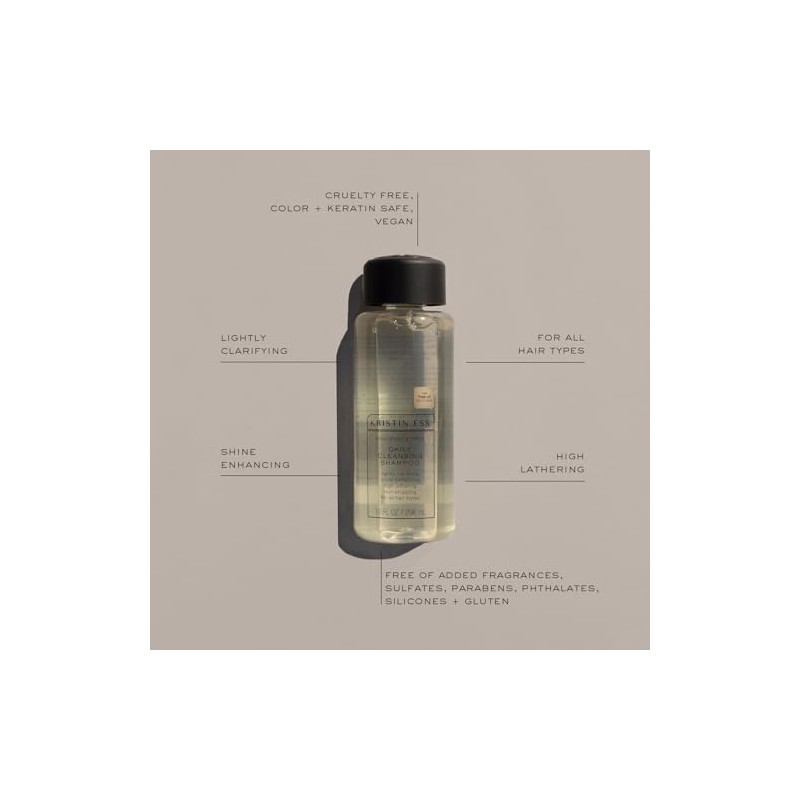 CRUELTY FREE,
COLOR + KERATIN SAFE,
VEGAN
LIGHTLY
CLARIFYING
FOR ALL
HAIR TYPES
KRISTIN ESS
DAILY
CLEANSING
SHAMPOO
SHINE
ENHANCING
HIGH
LATHERING
FREE OF ADDED FRAGRANCES,
SULFATES, PARABENS, PHTHALATES,
SILICONES + GLUTEN